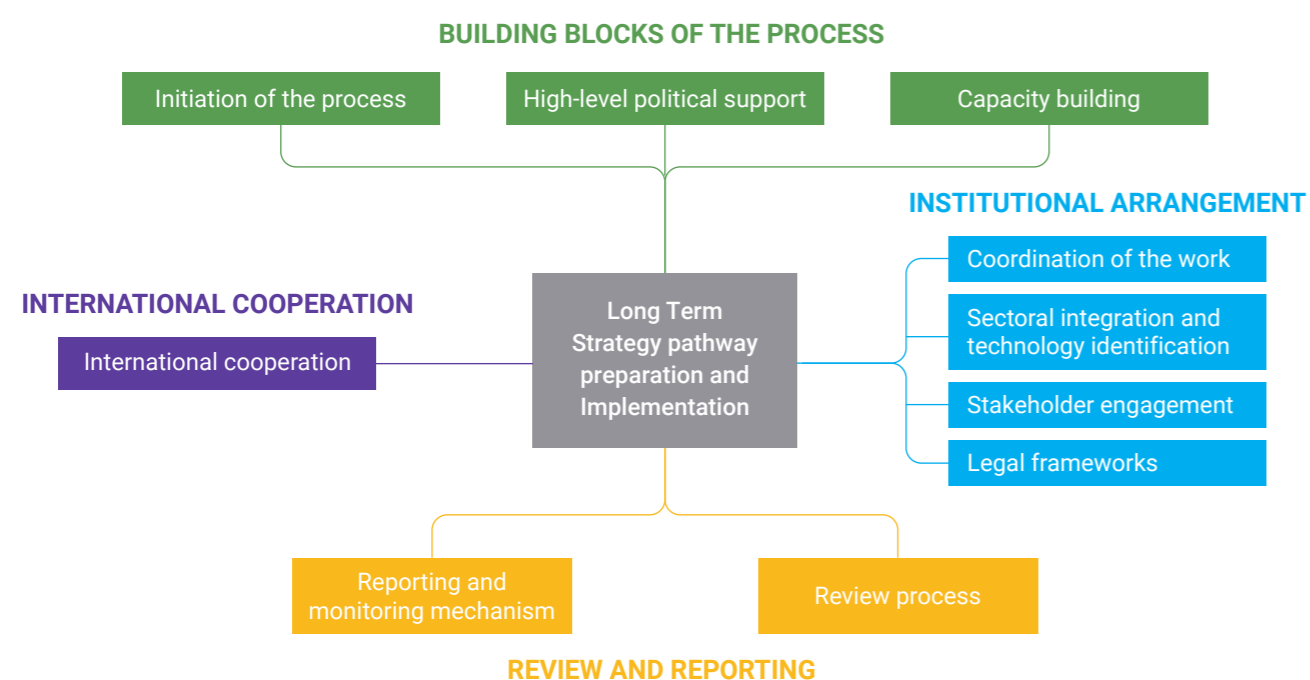 BUILDING BLOCKS OF THE PROCESS
Initiation of the process
High-level political support
Capacity building
INSTITUTIONAL ARRANGEMENT
Coordination of the work
Sectoral integration and
technology identification
Stakeholder engagement
Legal frameworks
INTERNATIONAL COOPERATION
International cooperation
Long Term
Strategy pathway
preparation and
Implementation
Reporting and
monitoring mechanism
Review process
REVIEW AND REPORTING